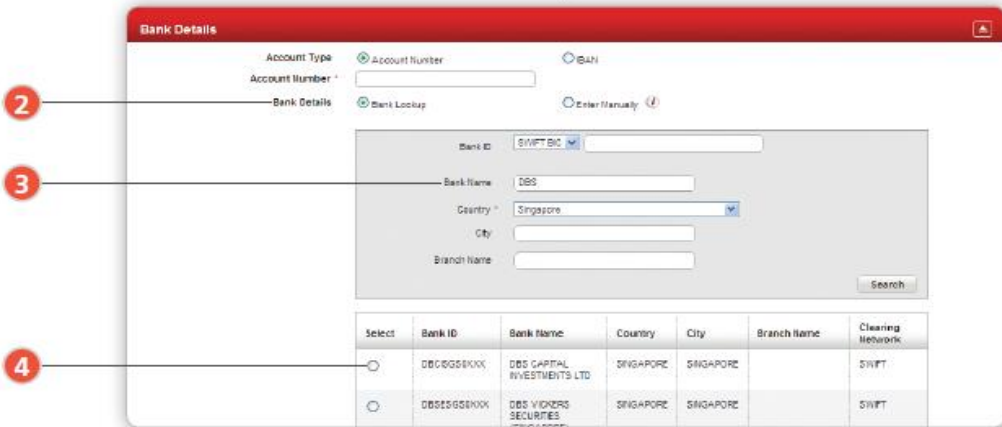 Bank Details
Account Type Account Number IBAN
Account Number *
2 Bank Details Bank Lookup Enter Manually i
Bank ID SWIFT BIC
3 Bank Name DBS
Country * Singapore
City
Branch Name
Search
Select Bank ID Bank Name Country City Branch Name Clearing
Network
4 DBS CAPITAL SINGAPORE SINGAPORE SWIFT
INVESTMENTS LTD
DBS VICKERS SINGAPORE SINGAPORE SWIFT
SECURITIES